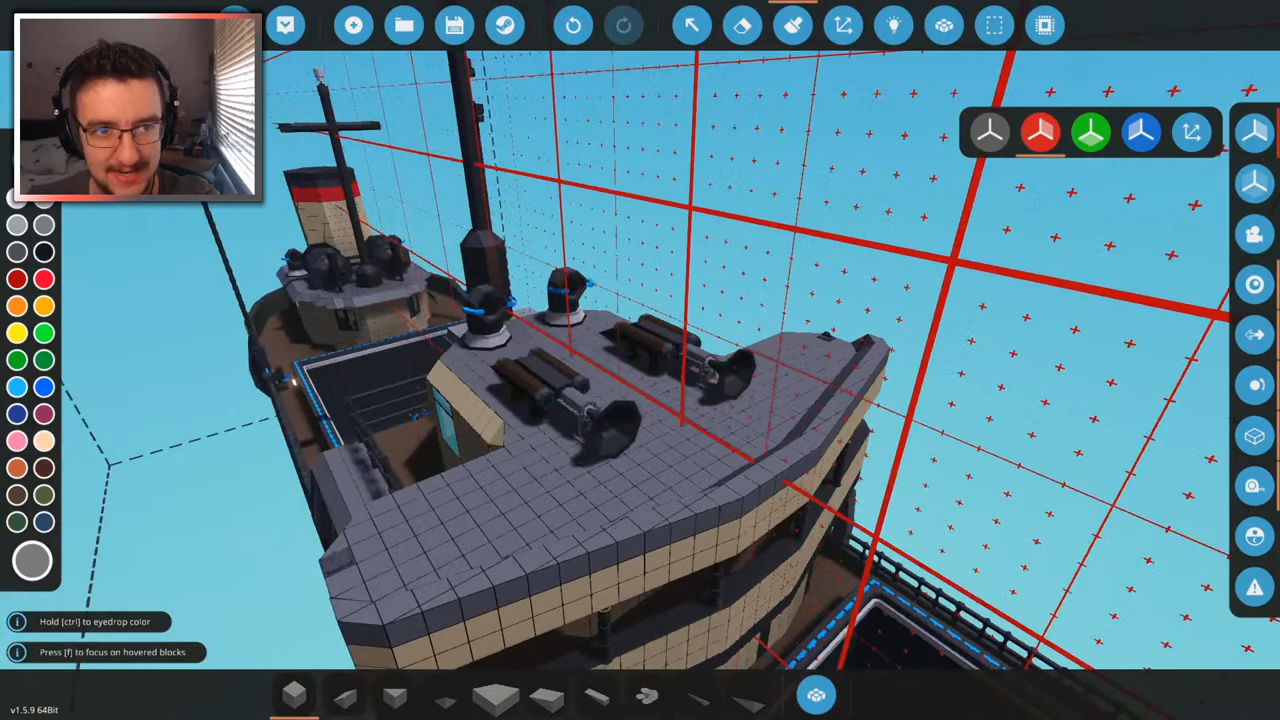 Hold [ctrl] to eyedrop color
Press [f] to focus on hovered blocks
v1.5.9 64Bit